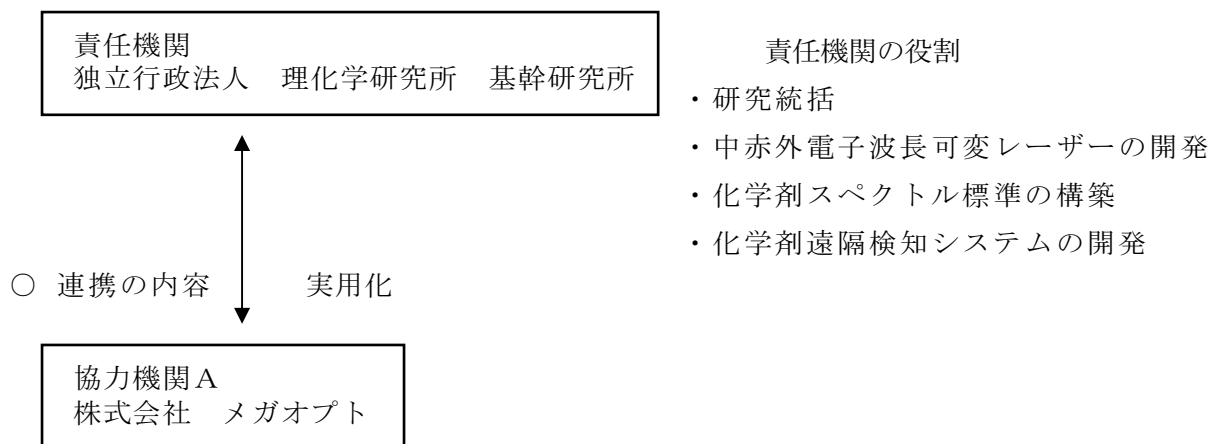 責任機関
独立行政法人　理化学研究所　基幹研究所
責任機関の役割
・研究統括
・中赤外電子波長可変レーザーの開発
・化学剤スペクトル標準の構築
・化学剤遠隔検知システムの開発
○ 連携の内容　実用化
協力機関A
株式会社　メガオプト